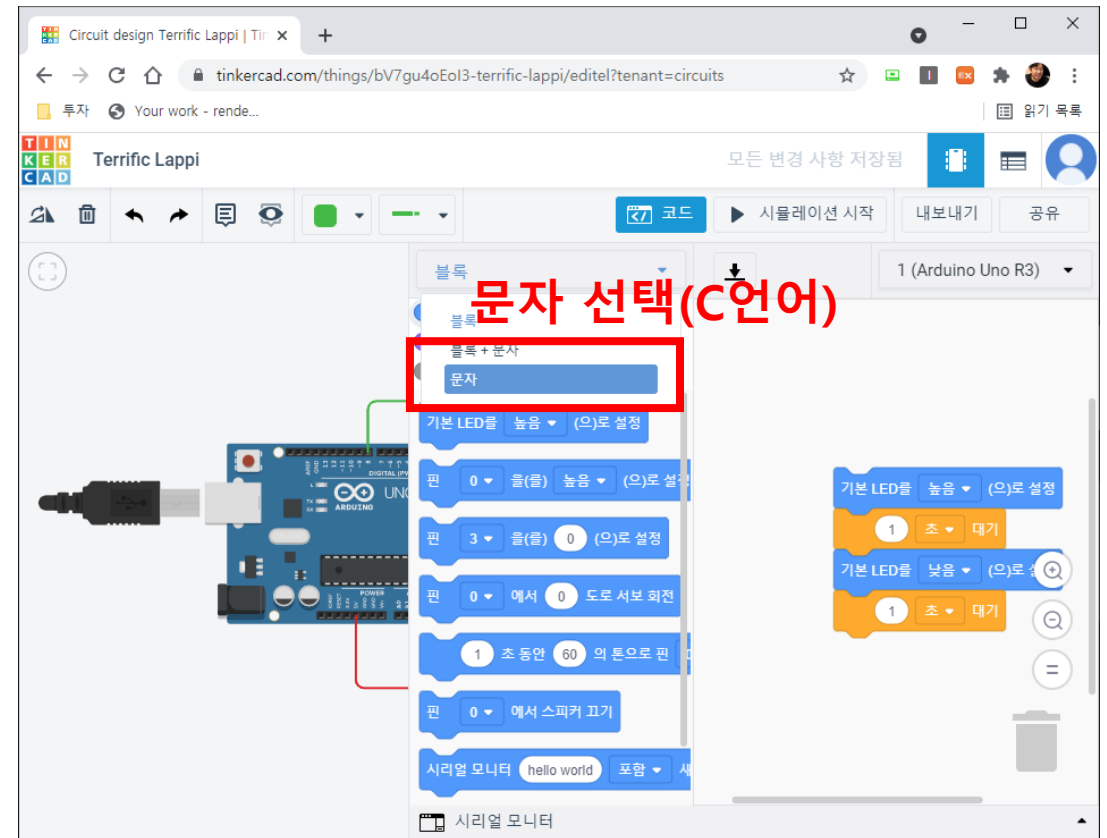 Circuit design Terrific Lappi | Tin
tinkercad.com/things/bV7gu4oEoI3-terrific-lappi/editel?tenant=circuits
투자 Your work - rende... 읽기 목록
TIN
KER
CAD
Terrific Lappi 모든 변경 사항 저장됨
코드 시뮬레이션 시작 내보내기 공유
블록 1 (Arduino Uno R3)
문자 선택(C언어)
블록
블록 + 문자
문자
기본 LED를 높음 (으)로 설정
핀 0 을(를) 높음 (으)로 설정
핀 3 을(를) 0 (으)로 설정
핀 0 에서 0 도로 서보 회전
1 초 동안 60 의 톤으로 핀
핀 0 에서 스피커 끄기
시리얼 모니터 hello world 포함 새
기본 LED를 높음 (으)로 설정
1 초 대기
기본 LED를 낮음 (으)로
1 초 대기
DIGITAL
UNO
ARDUINO
POWER
시리얼 모니터